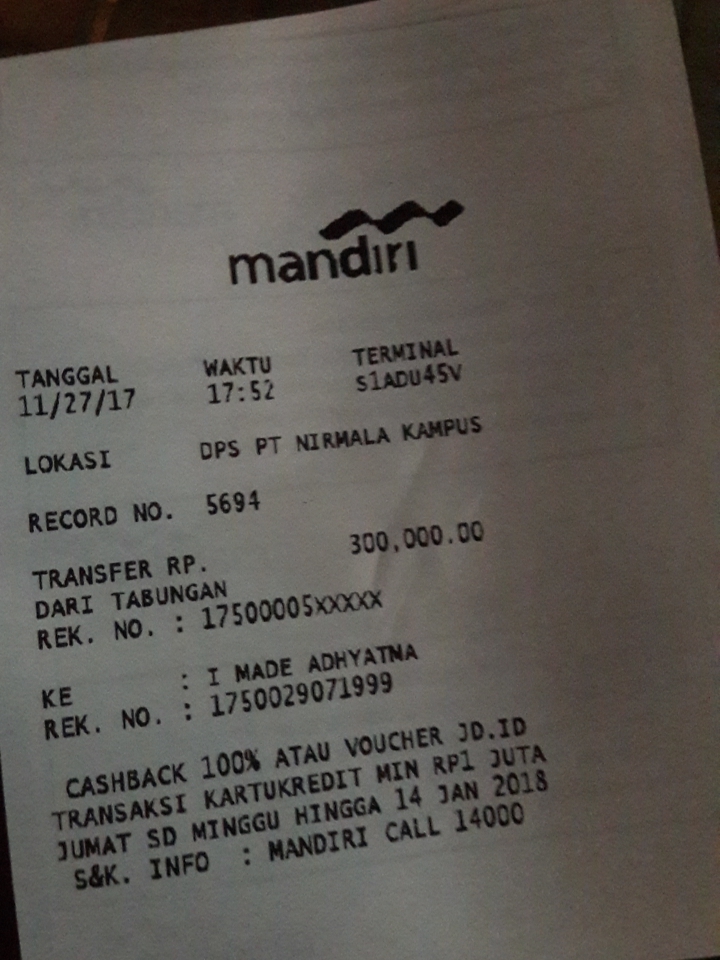 mandiri
TANGGAL WAKTU TERMINAL
11/27/17 17:52 S1ADU45V
LOKASI DPS PT NIRMALA KAMPUS
RECORD NO. 5694
TRANSFER RP. 300,000.00
DARI TABUNGAN
REK. NO. : 17500005XXXXX
KE : I MADE ADHYATNA
REK. NO. : 1750029071999
CASHBACK 100% ATAU VOUCHER JD.ID
TRANSAKSI KARTUKREDIT MIN RP1 JUTA
JUMAT SD MINGGU HINGGA 14 JAN 2018
S&K. INFO : MANDIRI CALL 14000